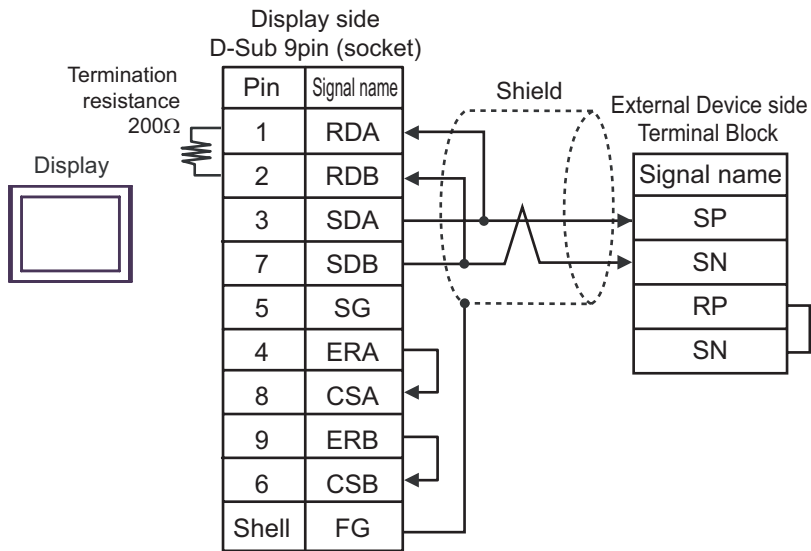 Display side
D-Sub 9pin (socket)
Termination
resistance
200Ω
Display
Pin Signal name
1 RDA
2 RDB
3 SDA
7 SDB
5 SG
4 ERA
8 CSA
9 ERB
6 CSB
Shell FG
Shield
External Device side
Terminal Block
Signal name
SP
SN
RP
SN